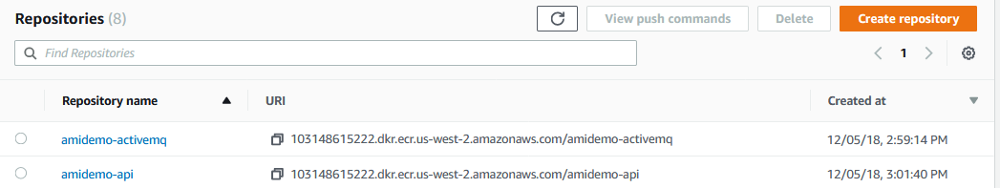 Repositories (8)
View push commands
Delete
Create repository
Find Repositories
1
Repository name URI Created at
amidemo-activemq 103148615222.dkr.ecr.us-west-2.amazonaws.com/amidemo-activemq 12/05/18, 2:59:14 PM
amidemo-api 103148615222.dkr.ecr.us-west-2.amazonaws.com/amidemo-api 12/05/18, 3:01:40 PM